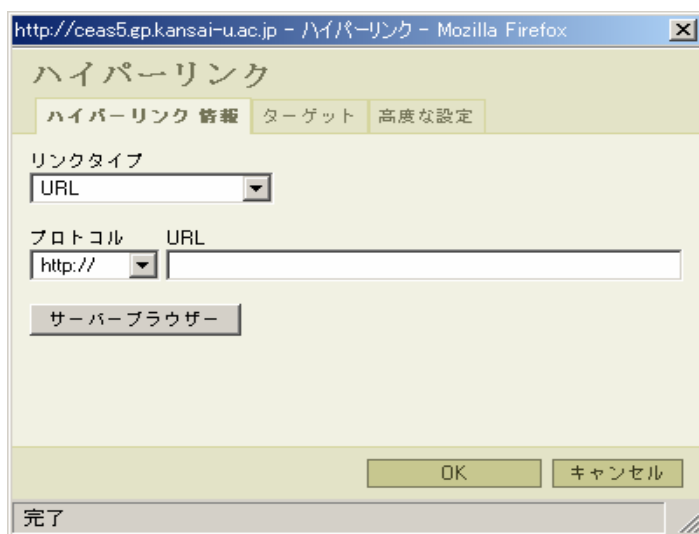 http://ceas5.gp.kansai-u.ac.jp - ハイパーリンク - Mozilla Firefox
ハイパーリンク
ハイパーリンク 情報 ターゲット 高度な設定
リンクタイプ
URL
プロトコル URL
http://
サーバーブラウザー
OK キャンセル
完了